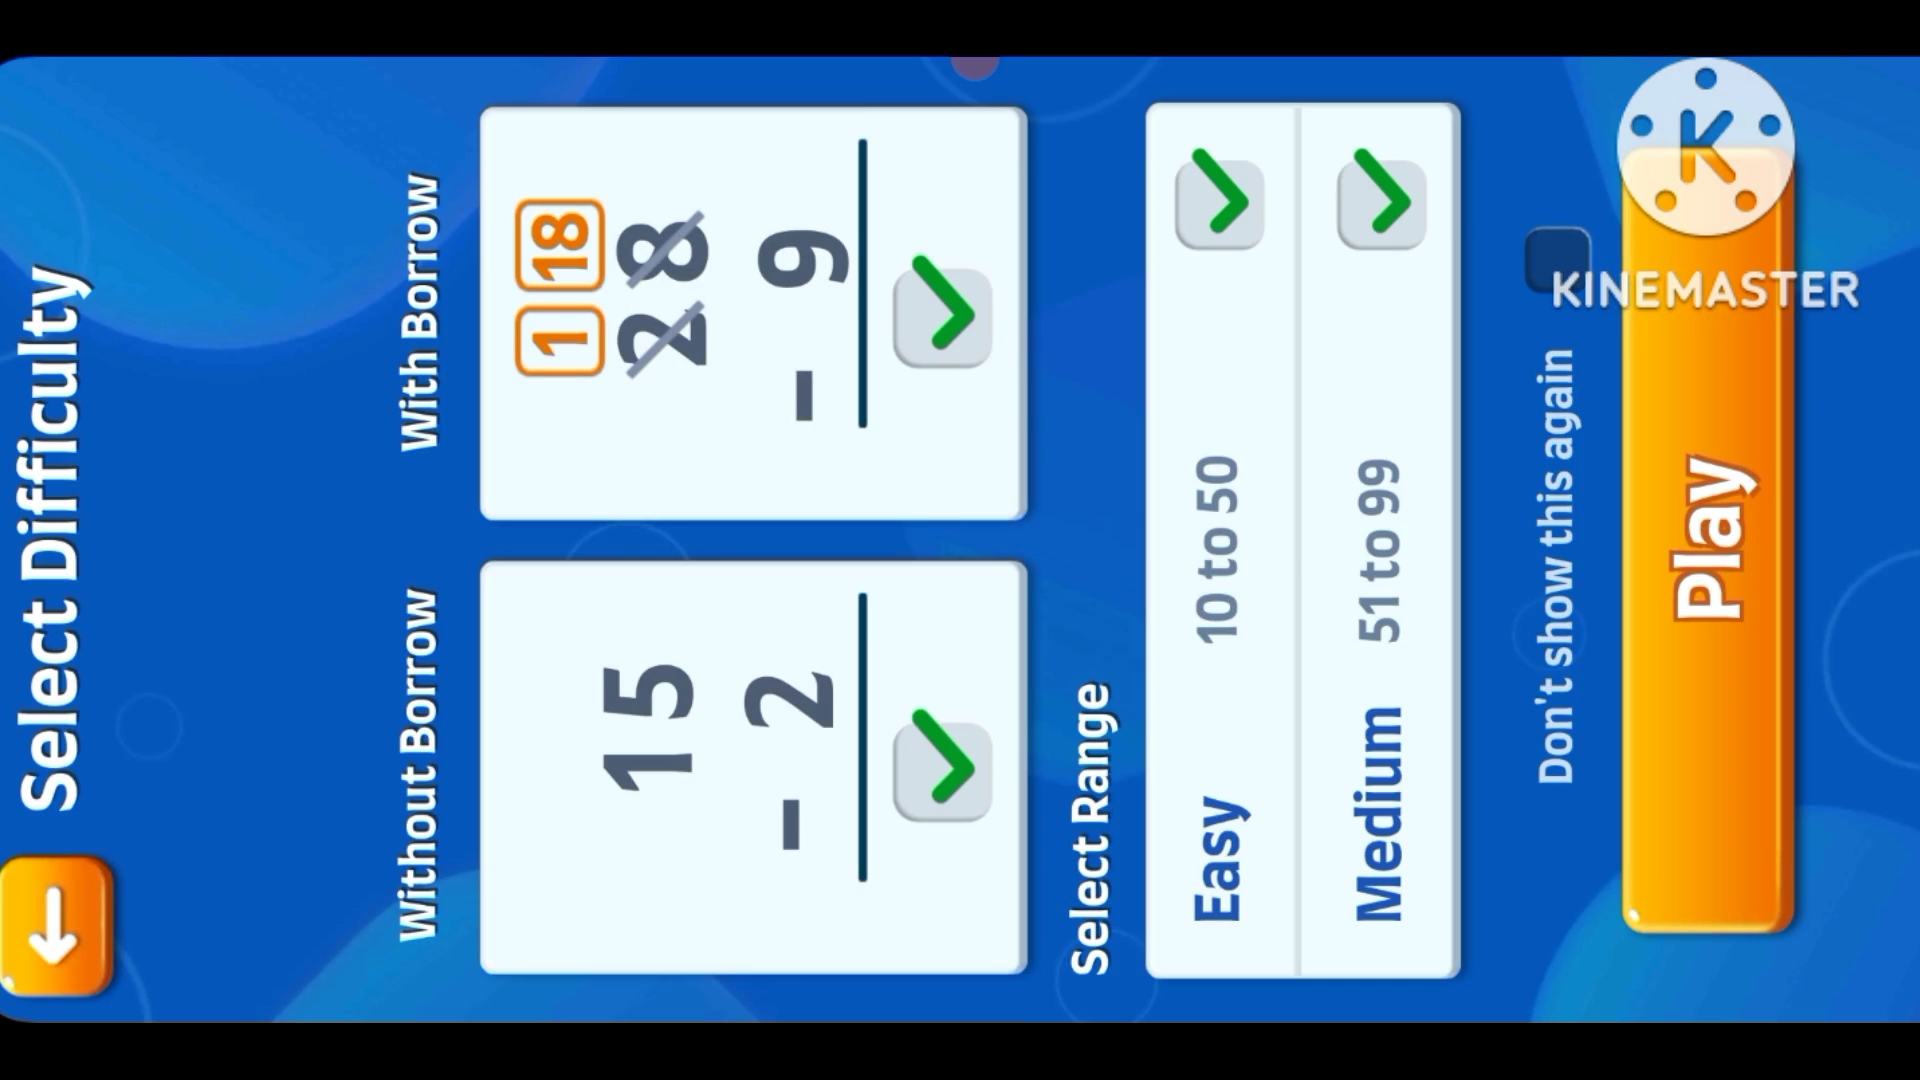 Select Difficulty
Without Borrow
With Borrow
15
- 2
1 18
28
- 9
Select Range
Easy 10 to 50
Medium 51 to 99
Don't show this again
Play
K
KINEMASTER